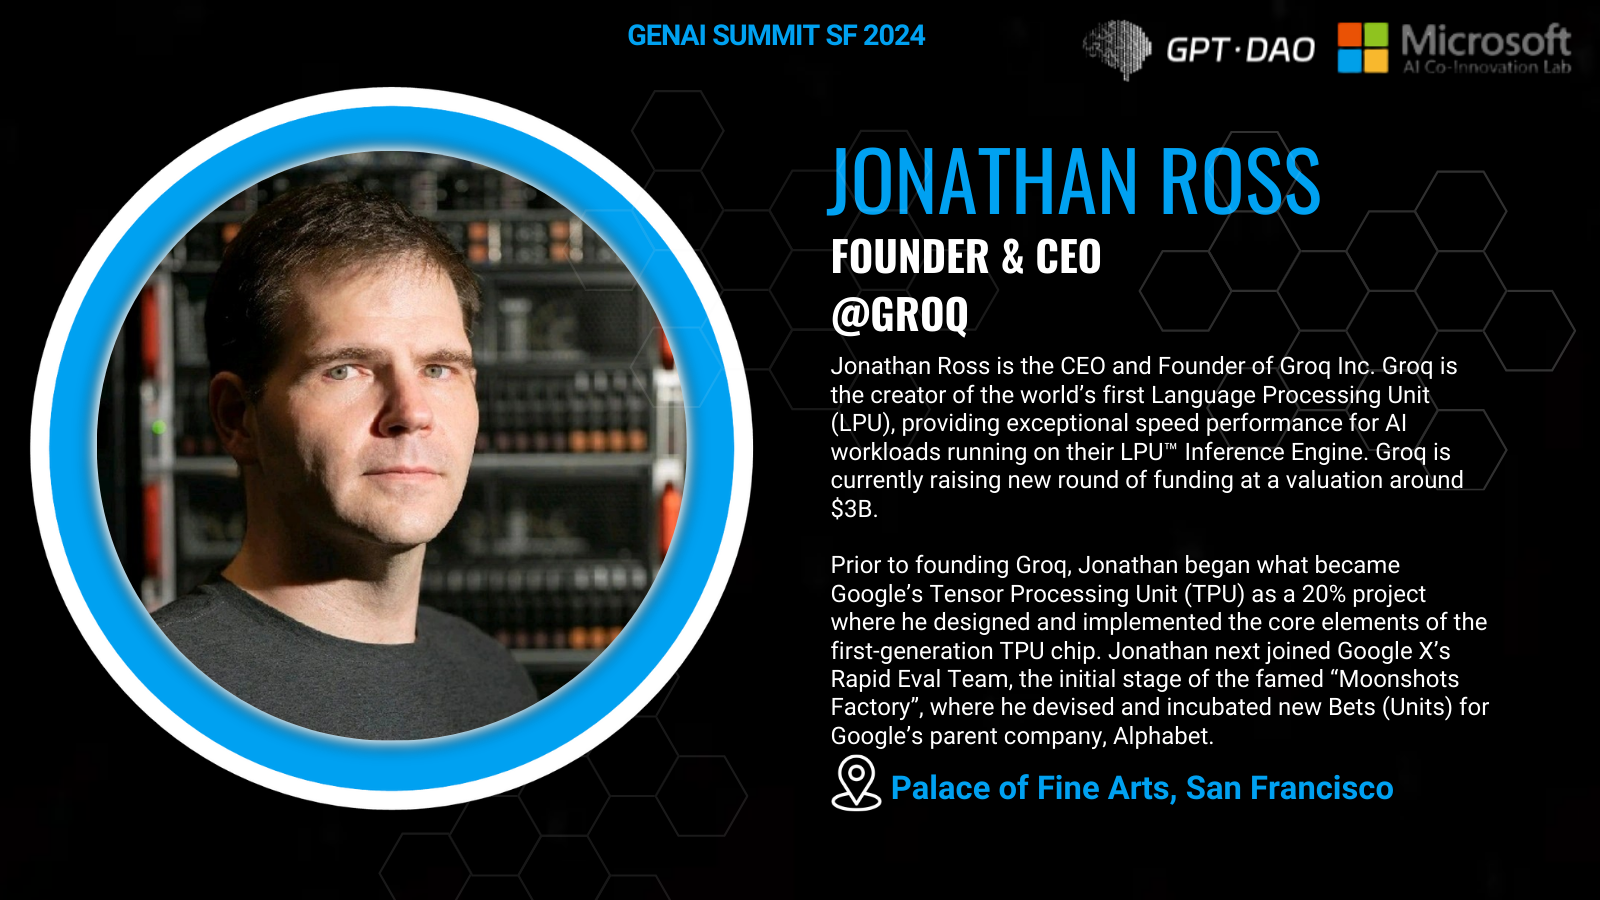 GENAI SUMMIT SF 2024
GPT·DAO
Microsoft
AI Co-Innovation Lab
JONATHAN ROSS
FOUNDER & CEO
@GROQ
Jonathan Ross is the CEO and Founder of Groq Inc. Groq is
the creator of the world’s first Language Processing Unit
(LPU), providing exceptional speed performance for AI
workloads running on their LPU™ Inference Engine. Groq is
currently raising new round of funding at a valuation around
$3B.
Prior to founding Groq, Jonathan began what became
Google’s Tensor Processing Unit (TPU) as a 20% project
where he designed and implemented the core elements of the
first-generation TPU chip. Jonathan next joined Google X’s
Rapid Eval Team, the initial stage of the famed “Moonshots
Factory”, where he devised and incubated new Bets (Units) for
Google’s parent company, Alphabet.
Palace of Fine Arts, San Francisco